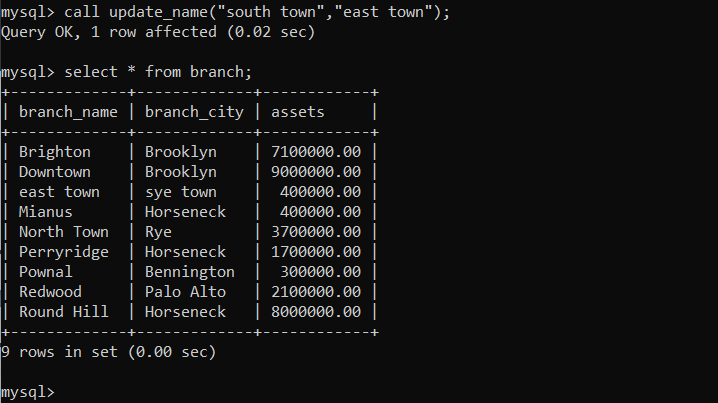 mysql> call update_name("south town","east town");
Query OK, 1 row affected (0.02 sec)
mysql> select * from branch;
+-------------+-------------+------------+
| branch_name | branch_city | assets     |
+-------------+-------------+------------+
| Brighton    | Brooklyn    | 7100000.00 |
| Downtown    | Brooklyn    | 9000000.00 |
| east town   | sye town    |  400000.00 |
| Mianus      | Horseneck   |  400000.00 |
| North Town  | Rye         | 3700000.00 |
| Perryridge  | Horseneck   | 1700000.00 |
| Pownal      | Bennington  |  300000.00 |
| Redwood     | Palo Alto   | 2100000.00 |
| Round Hill  | Horseneck   | 8000000.00 |
+-------------+-------------+------------+
9 rows in set (0.00 sec)
mysql>